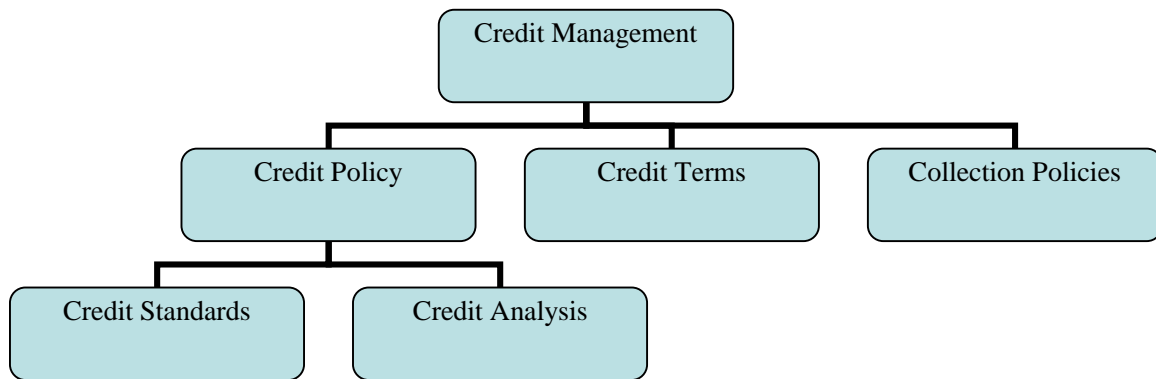 Credit Management
Credit Policy
Credit Terms
Collection Policies
Credit Standards
Credit Analysis